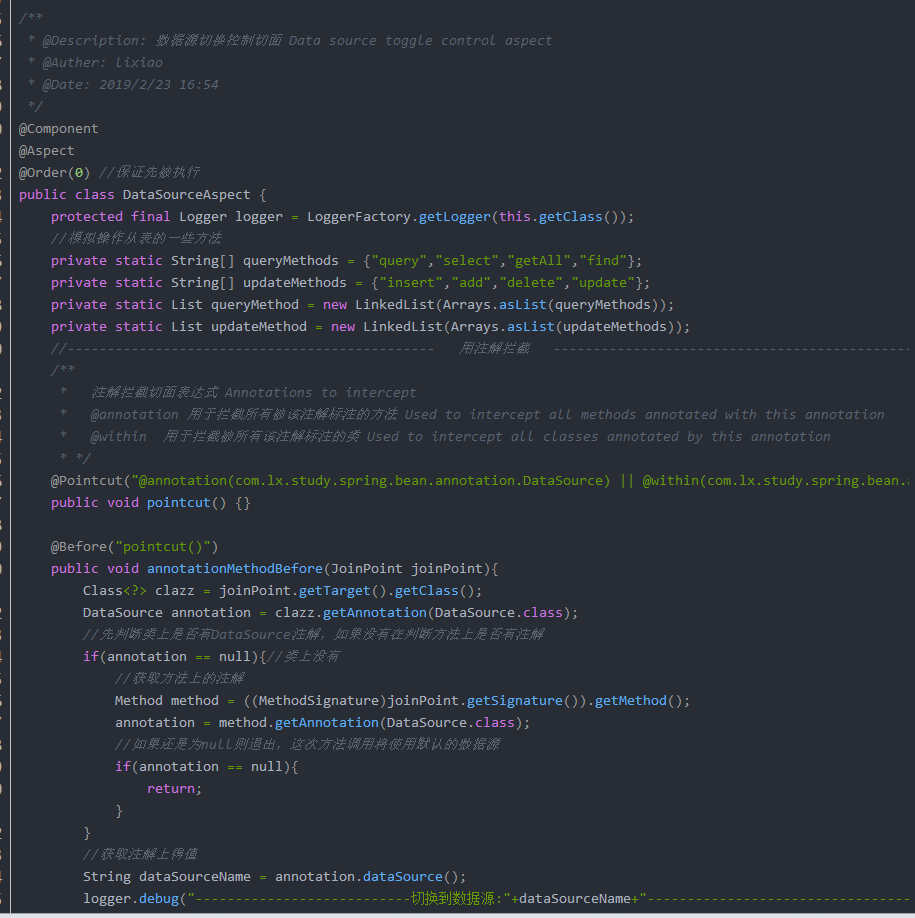 /**
 * @Description: 数据源切换控制切面 Data source toggle control aspect
 * @Auther: lixiao
 * @Date: 2019/2/23 16:54
 */
@Component
@Aspect
@Order(0) //保证先被执行
public class DataSourceAspect {
    protected final Logger logger = LoggerFactory.getLogger(this.getClass());
    //模拟操作从表的一些方法
    private static String[] queryMethods = {"query","select","getAll","find"};
    private static String[] updateMethods = {"insert","add","delete","update"};
    private static List queryMethod = new LinkedList(Arrays.asList(queryMethods));
    private static List updateMethod = new LinkedList(Arrays.asList(updateMethods));
    //---------------------------------------------- 用注解拦截 ---------------------------------------------
    /**
     *   注解拦截切面表达式 Annotations to intercept
     *   @annotation 用于拦截所有被该注解标注的方法 Used to intercept all methods annotated with this annotation
     *   @within  用于拦截被所有该注解标注的类 Used to intercept all classes annotated by this annotation
     * */
    @Pointcut("@annotation(com.lx.study.spring.bean.annotation.DataSource) || @within(com.lx.study.spring.bean.
    public void pointcut() {}
    @Before("pointcut()")
    public void annotationMethodBefore(JoinPoint joinPoint){
        Class<?> clazz = joinPoint.getTarget().getClass();
        DataSource annotation = clazz.getAnnotation(DataSource.class);
        //先判断类上是否有DataSource注解，如果没有在判断方法上是否有注解
        if(annotation == null){//类上没有
            //获取方法上的注解
            Method method = ((MethodSignature)joinPoint.getSignature()).getMethod();
            annotation = method.getAnnotation(DataSource.class);
            //如果还是为null则退出，这次方法调用将使用默认的数据源
            if(annotation == null){
                return;
            }
        }
        //获取注解上得值
        String dataSourceName = annotation.dataSource();
        logger.debug("---------------------------切换到数据源:"+dataSourceName+"---------------------------------